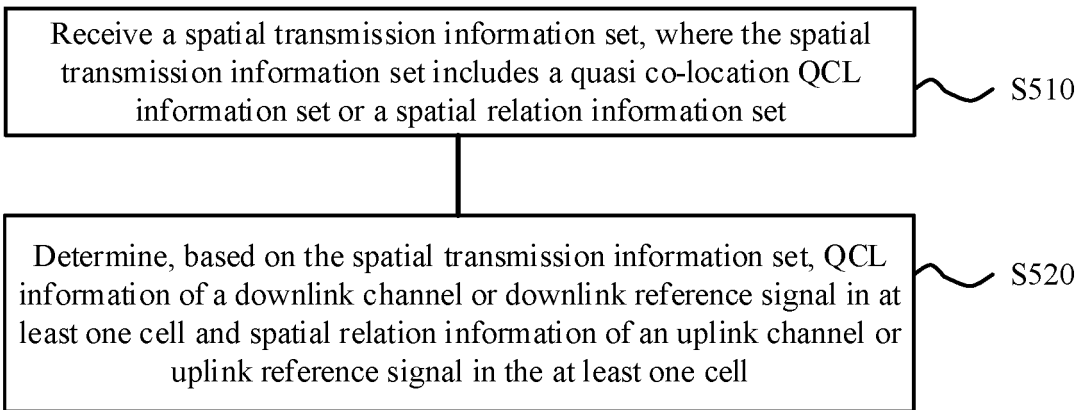 Receive a spatial transmission information set, where the spatial
transmission information set includes a quasi co-location QCL
information set or a spatial relation information set
S510
Determine, based on the spatial transmission information set, QCL
information of a downlink channel or downlink reference signal in at
least one cell and spatial relation information of an uplink channel or
uplink reference signal in the at least one cell
S520